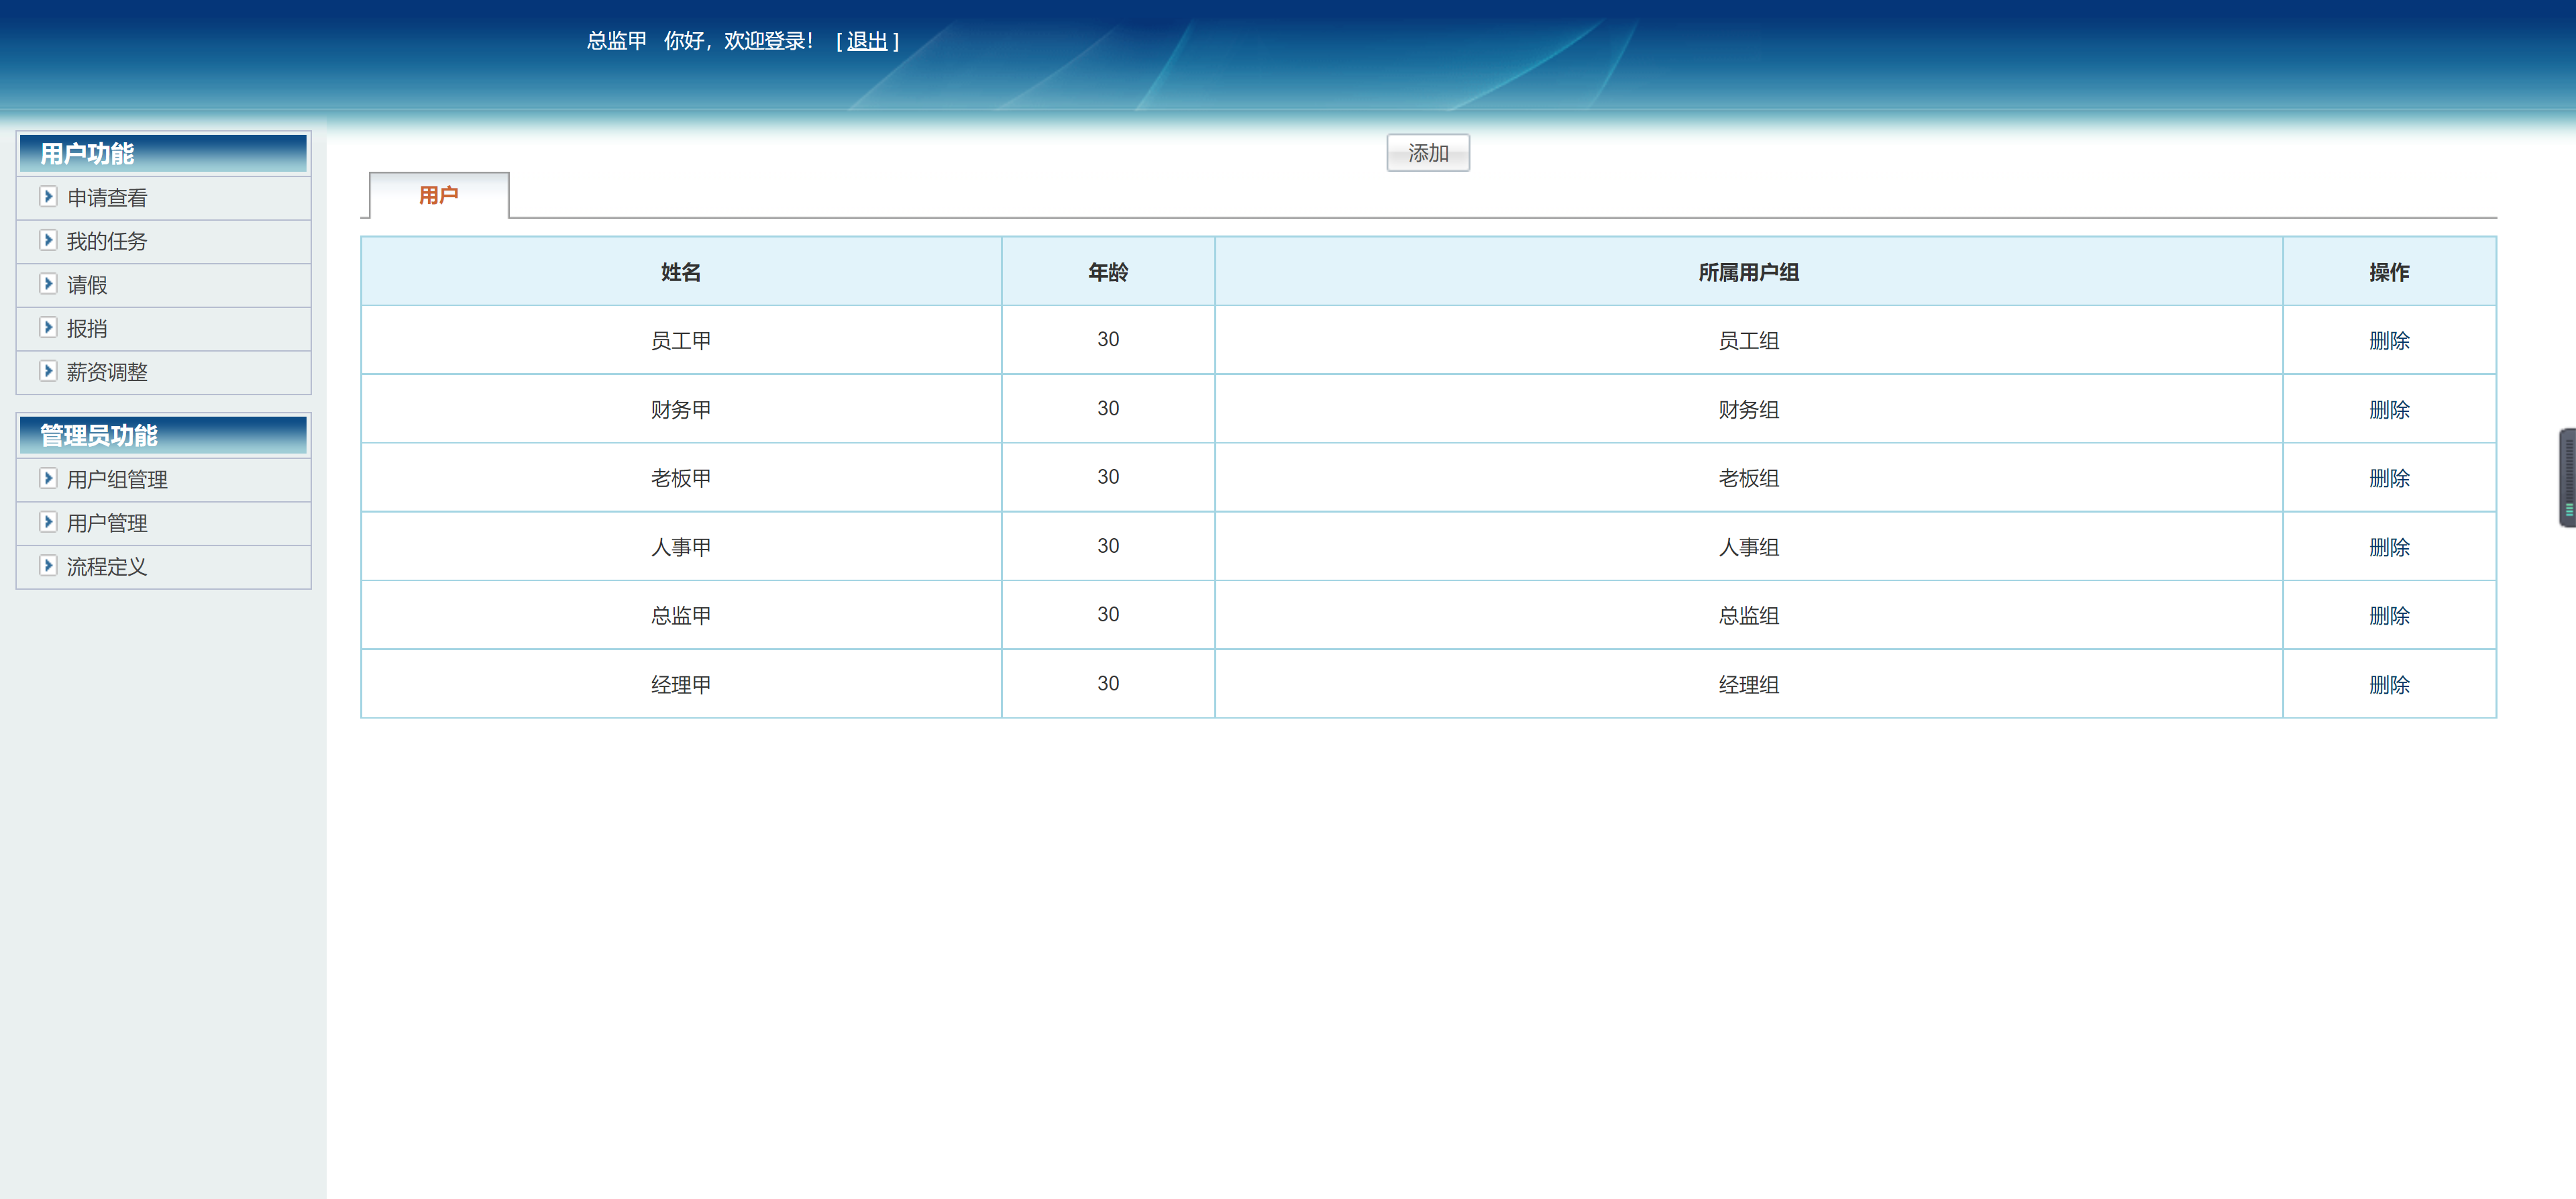 总监甲 你好，欢迎登录！ [ 退出 ]
用户功能
申请查看
我的任务
请假
报捎
薪资调整
管理员功能
用户组管理
用户管理
流程定义
添加
用户
姓名 年龄 所属用户组 操作
员工甲 30 员工组 删除
财务甲 30 财务组 删除
老板甲 30 老板组 删除
人事甲 30 人事组 删除
总监甲 30 总监组 删除
经理甲 30 经理组 删除